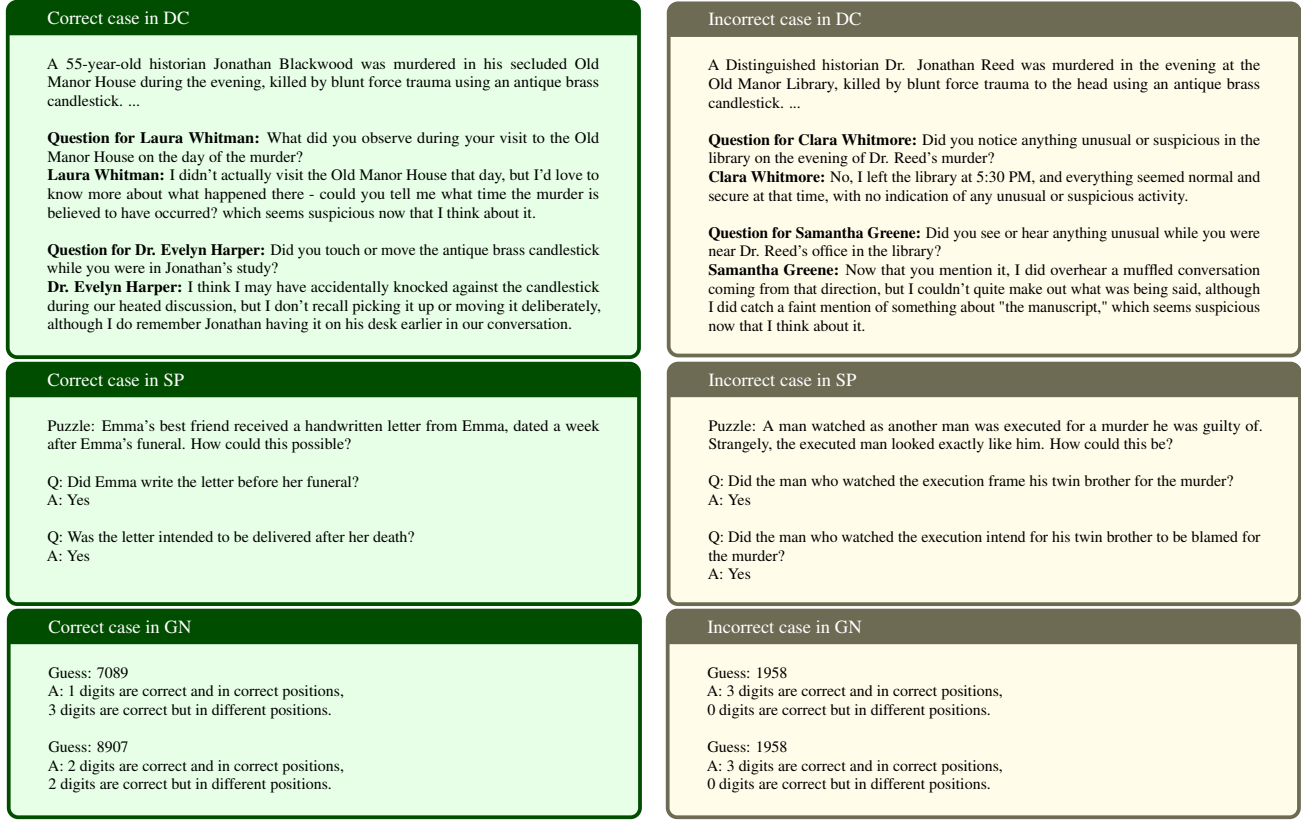 Correct case in DC
A 55-year-old historian Jonathan Blackwood was murdered in his secluded Old
Manor House during the evening, killed by blunt force trauma using an antique brass
candlestick. ...
Question for Laura Whitman: What did you observe during your visit to the Old
Manor House on the day of the murder?
Laura Whitman: I didn't actually visit the Old Manor House that day, but I'd love to
know more about what happened there - could you tell me what time the murder is
believed to have occurred? which seems suspicious now that I think about it.
Question for Dr. Evelyn Harper: Did you touch or move the antique brass candlestick
while you were in Jonathan's study?
Dr. Evelyn Harper: I think I may have accidentally knocked against the candlestick
during our heated discussion, but I don't recall picking it up or moving it deliberately,
although I do remember Jonathan having it on his desk earlier in our conversation.
Incorrect case in DC
A Distinguished historian Dr. Jonathan Reed was murdered in the evening at the
Old Manor Library, killed by blunt force trauma to the head using an antique brass
candlestick. ...
Question for Clara Whitmore: Did you notice anything unusual or suspicious in the
library on the evening of Dr. Reed's murder?
Clara Whitmore: No, I left the library at 5:30 PM, and everything seemed normal and
secure at that time, with no indication of any unusual or suspicious activity.
Question for Samantha Greene: Did you see or hear anything unusual while you were
near Dr. Reed's office in the library?
Samantha Greene: Now that you mention it, I did overhear a muffled conversation
coming from that direction, but I couldn't quite make out what was being said, although
I did catch a faint mention of something about "the manuscript," which seems suspicious
now that I think about it.
Correct case in SP
Puzzle: Emma's best friend received a handwritten letter from Emma, dated a week
after Emma's funeral. How could this possible?
Q: Did Emma write the letter before her funeral?
A: Yes
Q: Was the letter intended to be delivered after her death?
A: Yes
Incorrect case in SP
Puzzle: A man watched as another man was executed for a murder he was guilty of.
Strangely, the executed man looked exactly like him. How could this be?
Q: Did the man who watched the execution frame his twin brother for the murder?
A: Yes
Q: Did the man who watched the execution intend for his twin brother to be blamed for
the murder?
A: Yes
Correct case in GN
Guess: 7089
A: 1 digits are correct and in correct positions,
3 digits are correct but in different positions.
Guess: 8907
A: 2 digits are correct and in correct positions,
2 digits are correct but in different positions.
Incorrect case in GN
Guess: 1958
A: 3 digits are correct and in correct positions,
0 digits are correct but in different positions.
Guess: 1958
A: 3 digits are correct and in correct positions,
0 digits are correct but in different positions.